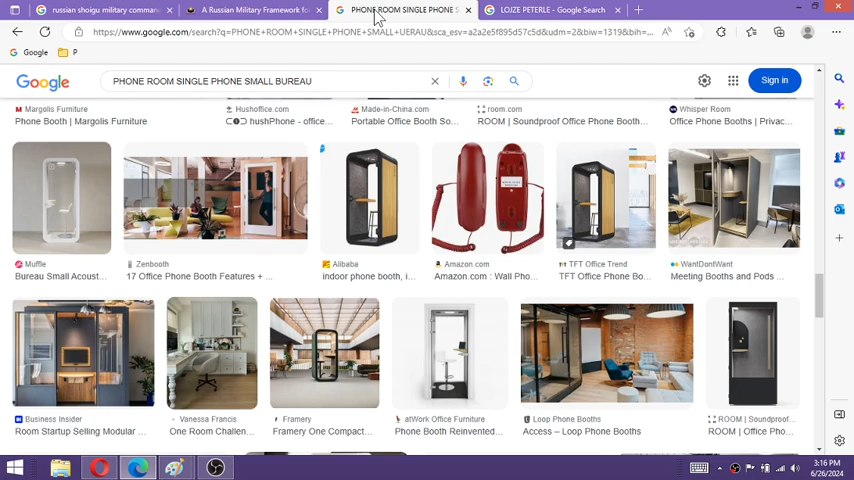 russian shoigu military comman
A Russian Military Framework fo
PHONE ROOM SINGLE PHONE S
LOJZE PETERLE - Google Search
https://www.google.com/search?q=PHONE+ROOM+SINGLE+PHONE+SMALL+UERAU&sca_esv=a2a2e5f895d57c5d&udm=2&biw=1319&bih=...
Google
P
Google
PHONE ROOM SINGLE PHONE SMALL BUREAU
Sign in
Margolis Furniture
Phone Booth | Margolis Furniture
Hushoffice.com
hushPhone - office...
Made-in-China.com
Portable Office Booth So...
room.com
ROOM | Soundproof Office Phone Booth...
Whisper Room
Office Phone Booths | Privac...
Muffle
Bureau Small Acoust...
Zenbooth
17 Office Phone Booth Features + ...
Alibaba
indoor phone booth, i...
Amazon.com
Amazon.com : Wall Pho...
TFT Office Trend
TFT Office Phone Bo...
WantDontWant
Meeting Booths and Pods ...
Business Insider
Room Startup Selling Modular ...
Vanessa Francis
One Room Challen...
Framery
Framery One Compact...
atWork Office Furniture
Phone Booth Reinvented...
Loop Phone Booths
Access – Loop Phone Booths
ROOM | Soundproof...
ROOM | Office Pho...
3:16 PM
6/26/2024